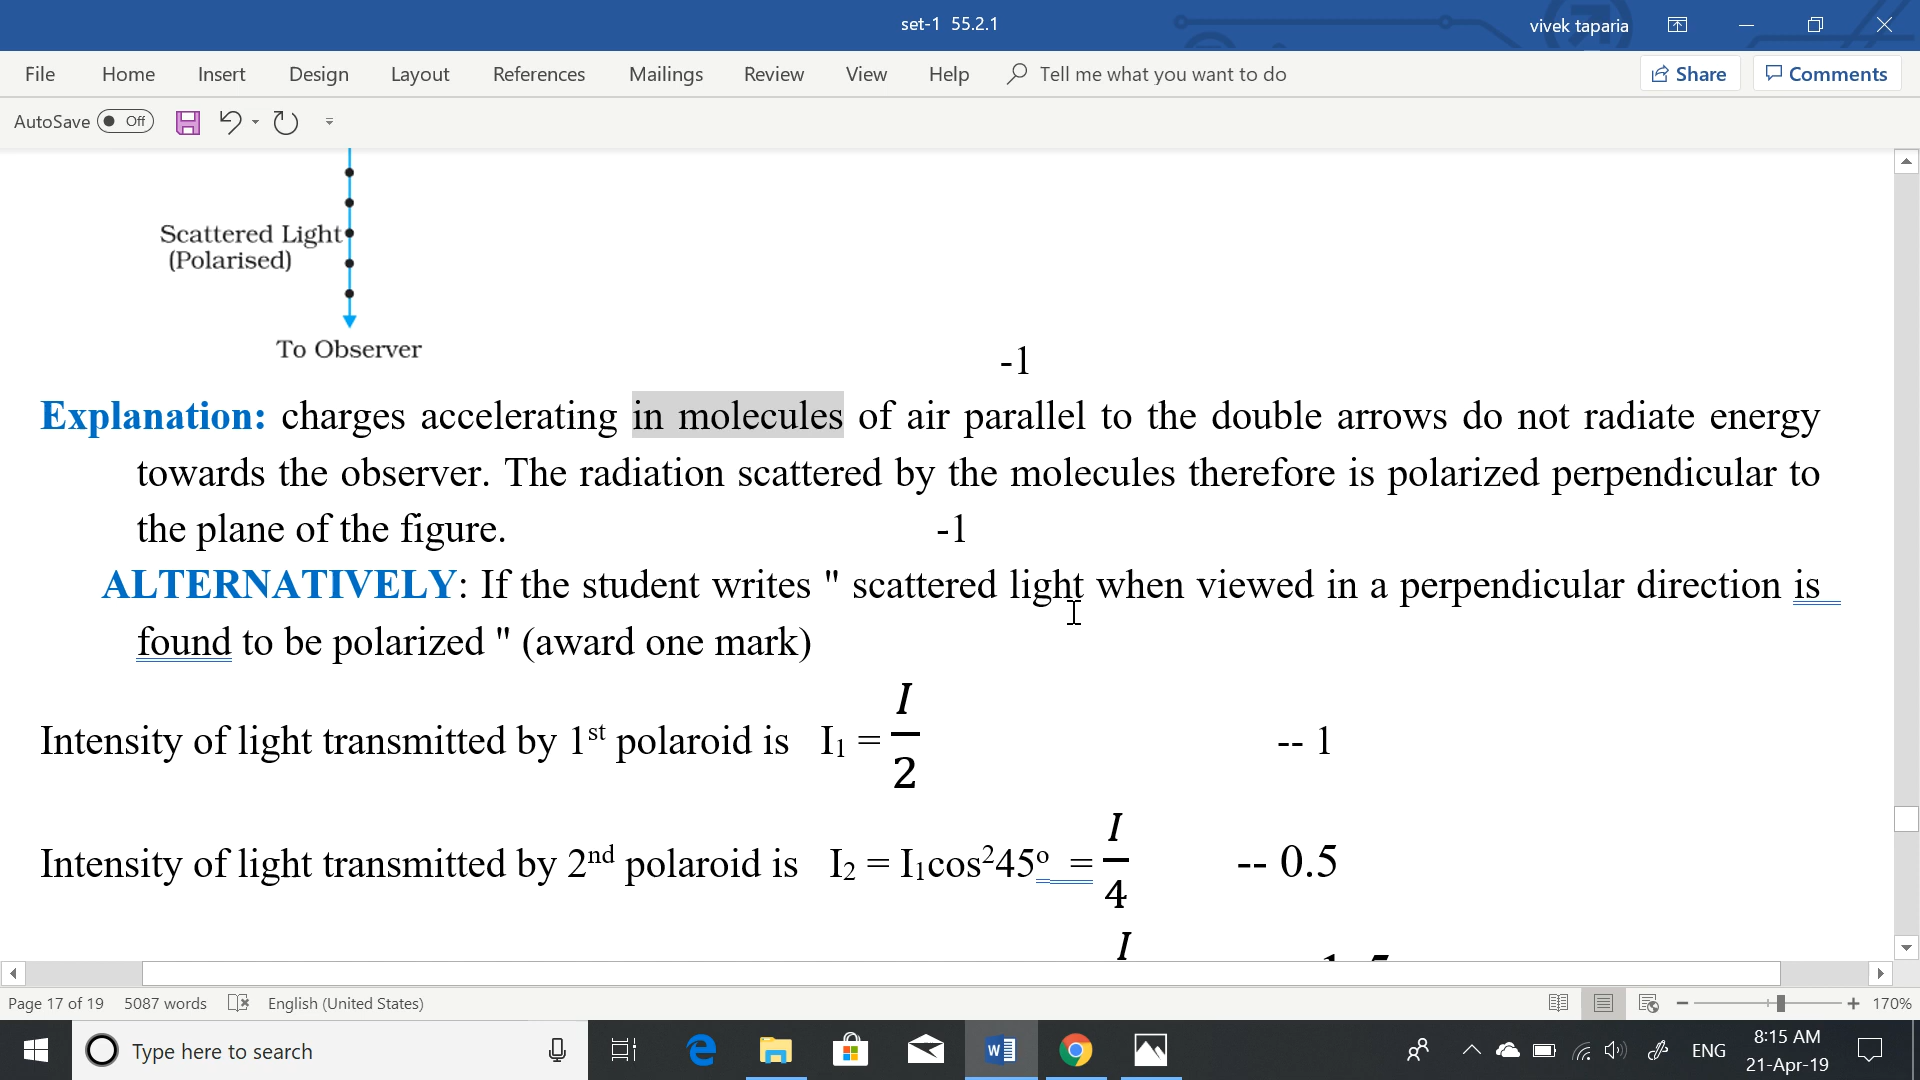 set-1 55.2.1
vivek taparia
File Home Insert Design Layout References Mailings Review View Help Tell me what you want to do Share Comments
AutoSave Off
Scattered Light
(Polarised)
To Observer
-1
Explanation: charges accelerating in molecules of air parallel to the double arrows do not radiate energy
towards the observer. The radiation scattered by the molecules therefore is polarized perpendicular to
the plane of the figure. -1
ALTERNATIVELY: If the student writes " scattered light when viewed in a perpendicular direction is
found to be polarized " (award one mark)
Intensity of light transmitted by 1st polaroid is I₁ = I/2 -- 1
Intensity of light transmitted by 2nd polaroid is I₂ = I₁cos²45° = I/4 -- 0.5
I
Page 17 of 19 5087 words English (United States) 170%
Type here to search ENG 8:15 AM
21-Apr-19